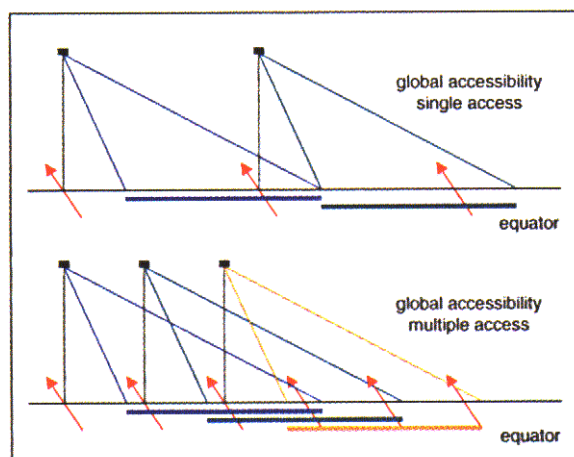 global accessibility
single access
equator
global accessibility
multiple access
equator